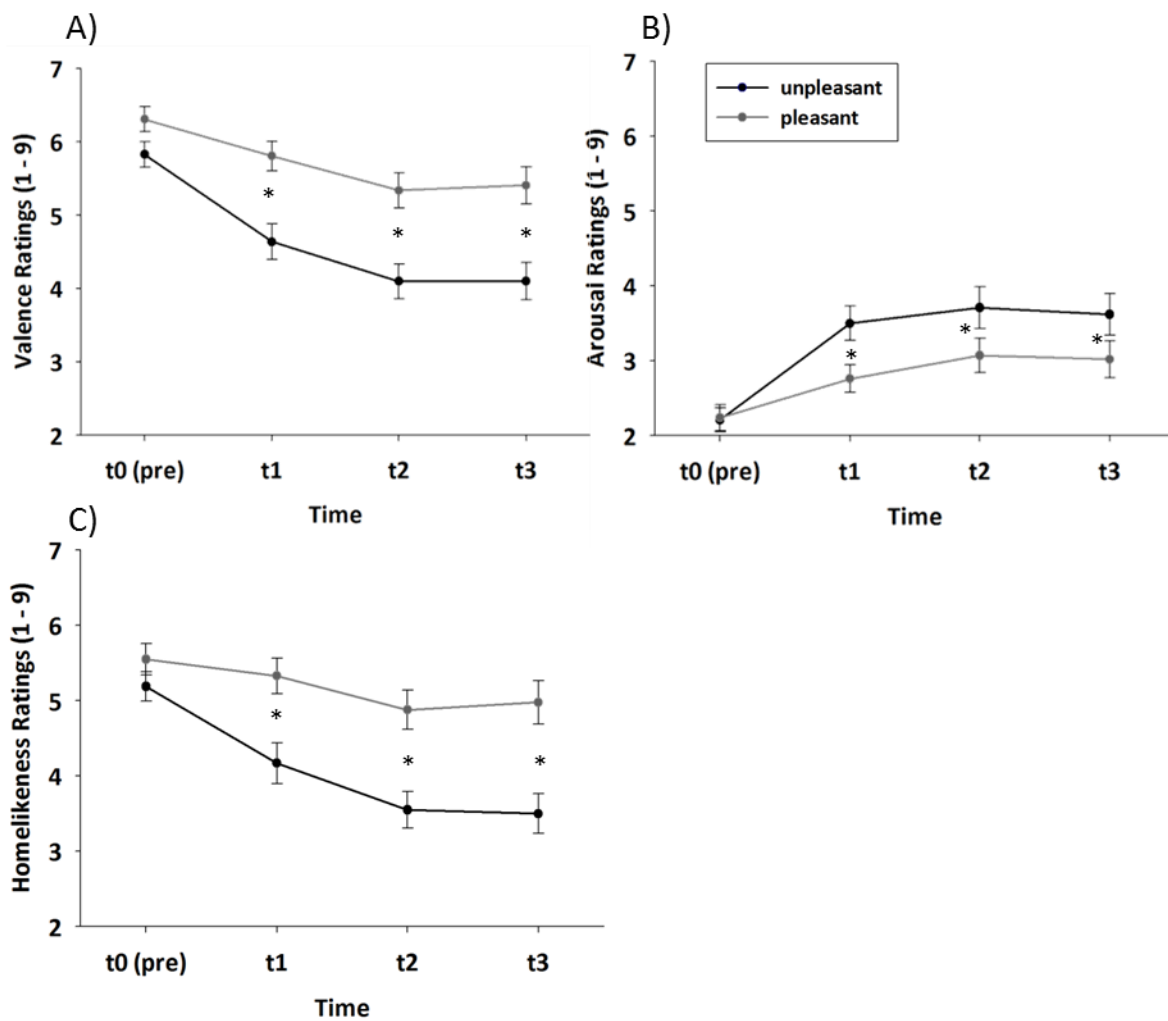 A)
7
6
5
4
3
2
Valence Ratings (1 - 9)
*
*
*
t0 (pre)
t1
t2
t3
Time
B)
unpleasant
pleasant
7
6
5
4
3
2
Arousal Ratings (1 - 9)
*
*
*
t0 (pre)
t1
t2
t3
Time
C)
7
6
5
4
3
2
Homelikeness Ratings (1 - 9)
*
*
*
t0 (pre)
t1
t2
t3
Time